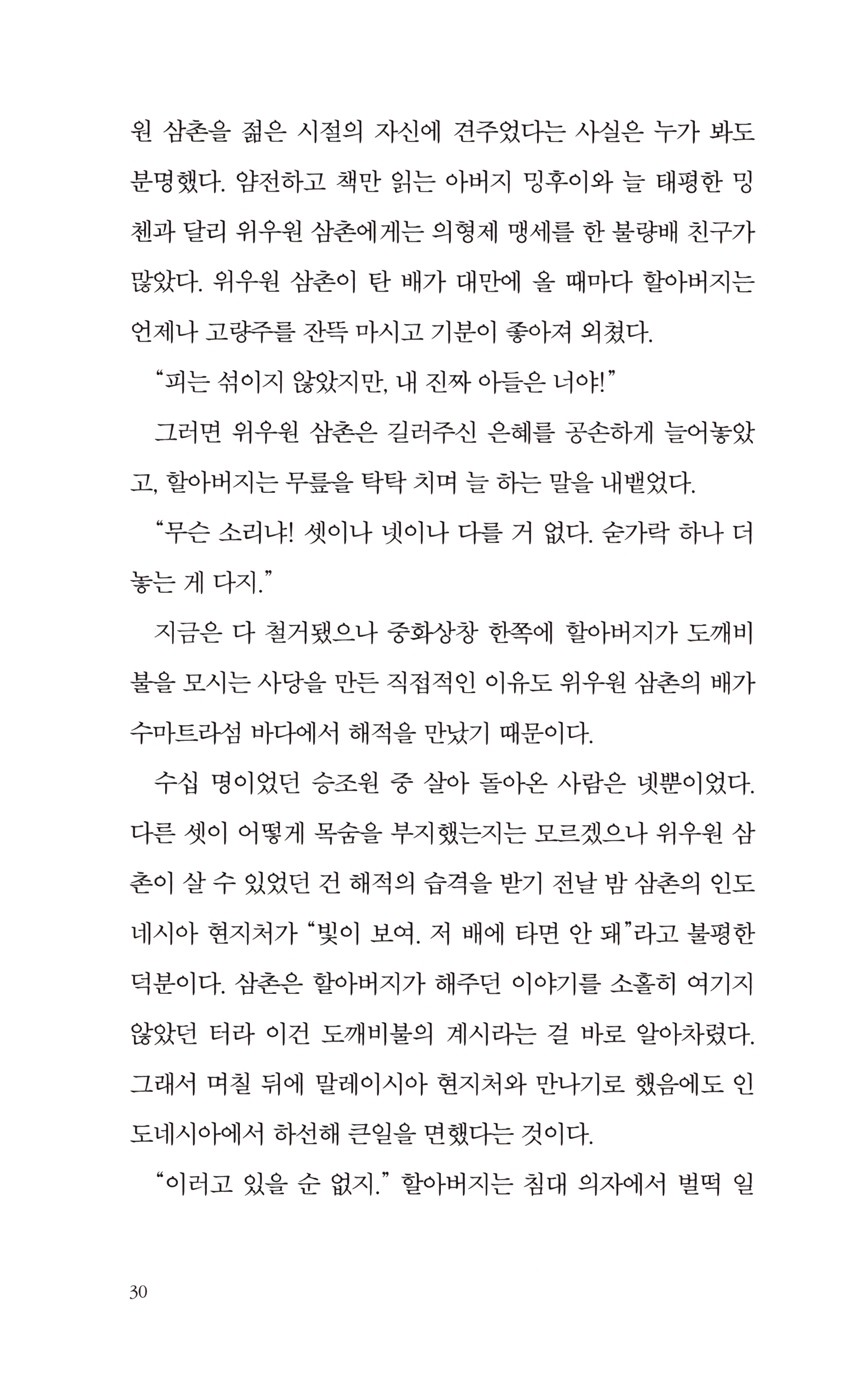 원 삼촌을 젊은 시절의 자신에 견주었다는 사실은 누가 봐도
분명했다. 얌전하고 책만 읽는 아버지 밍후이와 늘 태평한 밍
첸과 달리 위우원 삼촌에게는 의형제 맹세를 한 불량배 친구가
많았다. 위우원 삼촌이 탄 배가 대만에 올 때마다 할아버지는
언제나 고량주를 잔뜩 마시고 기분이 좋아져 외쳤다.
“피는 섞이지 않았지만, 내 진짜 아들은 너야!”
그러면 위우원 삼촌은 길러주신 은혜를 공손하게 늘어놓았
고, 할아버지는 무릎을 탁탁 치며 늘 하는 말을 내뱉었다.
“무슨 소리냐! 셋이나 넷이나 다를 거 없다. 숟가락 하나 더
놓는 게 다지.”
지금은 다 철거됐으나 중화상창 한쪽에 할아버지가 도깨비
불을 모시는 사당을 만든 직접적인 이유도 위우원 삼촌의 배가
수마트라섬 바다에서 해적을 만났기 때문이다.
수십 명이었던 승조원 중 살아 돌아온 사람은 넷뿐이었다.
다른 셋이 어떻게 목숨을 부지했는지는 모르겠으나 위우원 삼
촌이 살 수 있었던 건 해적의 습격을 받기 전날 밤 삼촌의 인도
네시아 현지처가 “빛이 보여. 저 배에 타면 안 돼”라고 불평한
덕분이다. 삼촌은 할아버지가 해주던 이야기를 소홀히 여기지
않았던 터라 이건 도깨비불의 계시라는 걸 바로 알아차렸다.
그래서 며칠 뒤에 말레이시아 현지처와 만나기로 했음에도 인
도네시아에서 하선해 큰일을 면했다는 것이다.
“이러고 있을 순 없지.” 할아버지는 침대 의자에서 벌떡 일
30